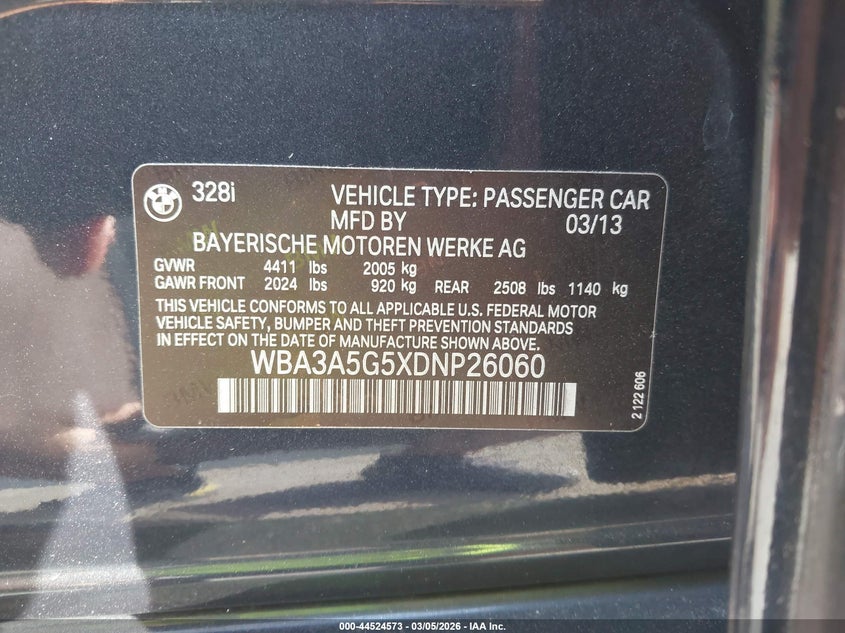 328i VEHICLE TYPE: PASSENGER CAR
MFD BY 03/13
BAYERISCHE MOTOREN WERKE AG
GVWR 4411 lbs 2005 kg
GAWR FRONT 2024 lbs 920 kg REAR 2508 lbs 1140 kg
THIS VEHICLE CONFORMS TO ALL APPLICABLE U.S. FEDERAL MOTOR
VEHICLE SAFETY, BUMPER AND THEFT PREVENTION STANDARDS
IN EFFECT ON THE DATE OF MANUFACTURE SHOWN ABOVE.
WBA3A5G5XDNP26060
2 122 606
000-44524573 — 03/05/2026 — IAA Inc.